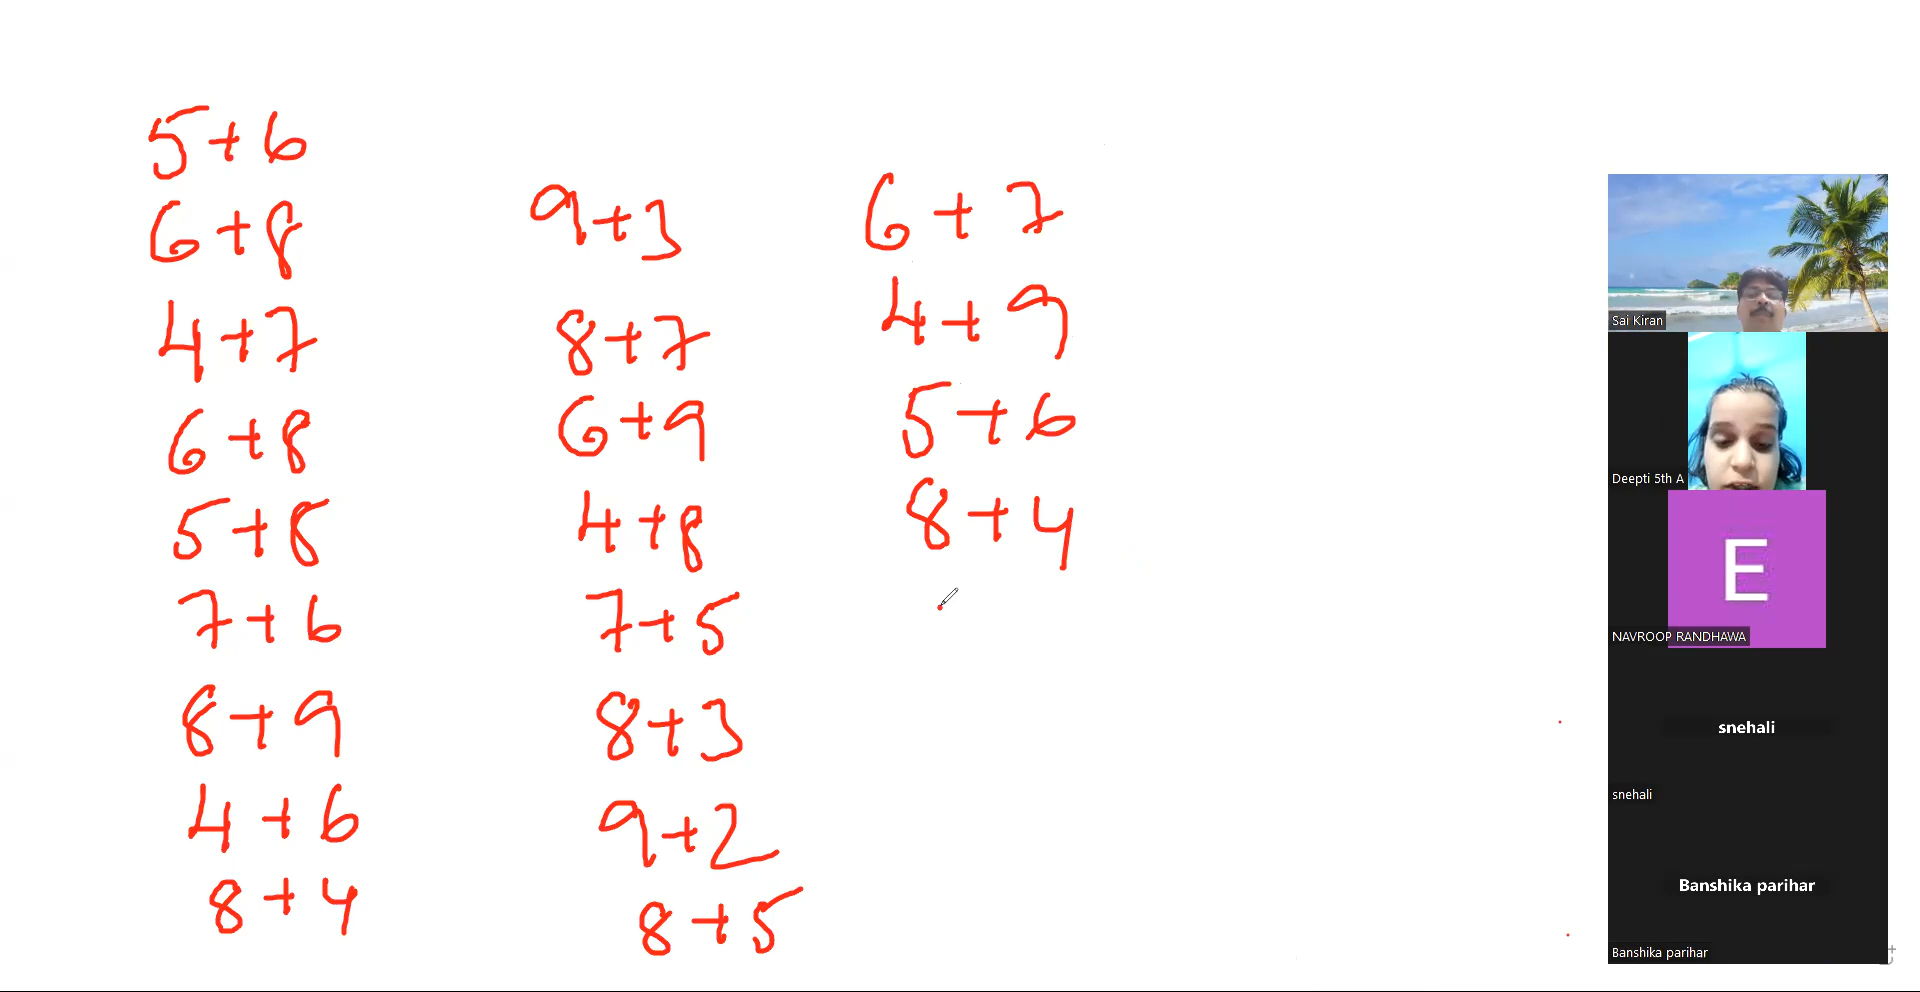 5+6
6+8
4+7
6+8
5+8
7+6
8+9
4+6
8+4
9+3
8+7
6+9
4+8
7+5
8+3
9+2
8+5
6+7
4+9
5+6
8+4
Sai Kiran
Deepti 5th A
E
NAVROOP RANDHAWA
snehali
snehali
Banshika parihar
Banshika parihar